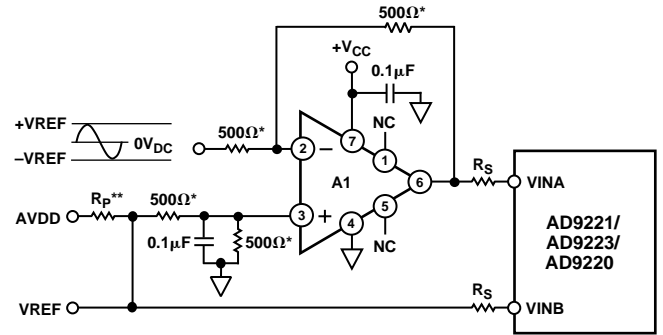 500Ω*
+VCC
0.1µF
+VREF
0VDC
–VREF
500Ω*
NC
2
–
7
1
6
A1
RS
VINA
AVDD
RP**
500Ω*
3
+
4
5
0.1µF
500Ω*
NC
AD9221/
AD9223/
AD9220
VREF
RS
VINB